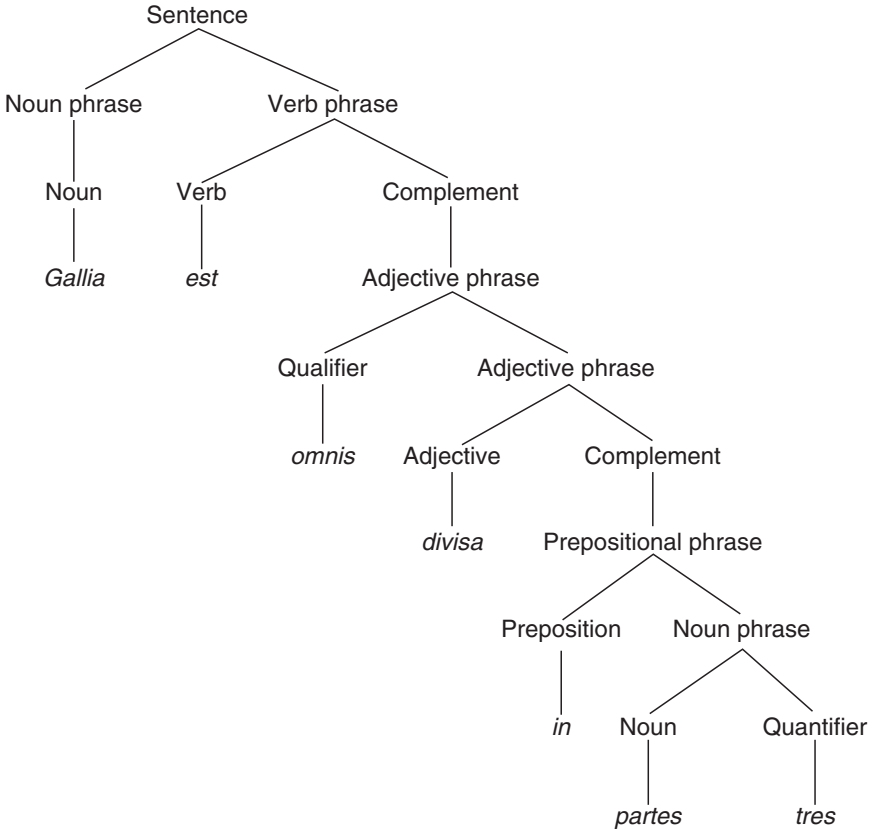 Sentence
Noun phrase Verb phrase
Noun Verb Complement
Gallia est Adjective phrase
Qualifier Adjective phrase
omnis Adjective Complement
divisa Prepositional phrase
Preposition Noun phrase
in Noun Quantifier
partes tres